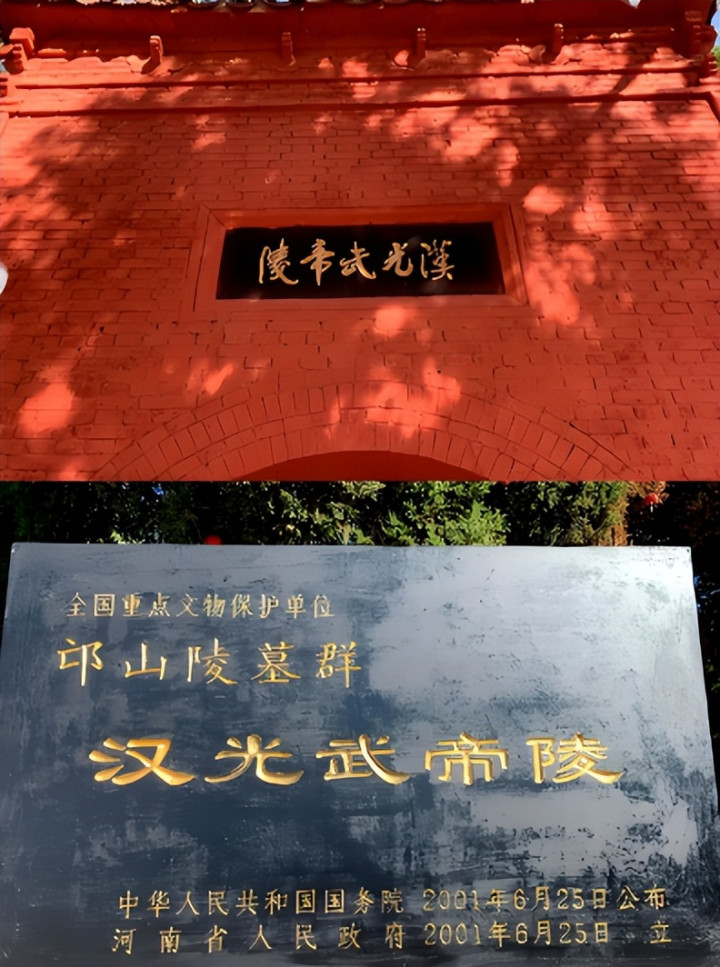 漢光武帝陵
全国重点文物保护单位
邙山陵墓群
汉光武帝陵
中华人民共和国国务院 2001年6月25日公布
河南省人民政府 2001年6月25日 立